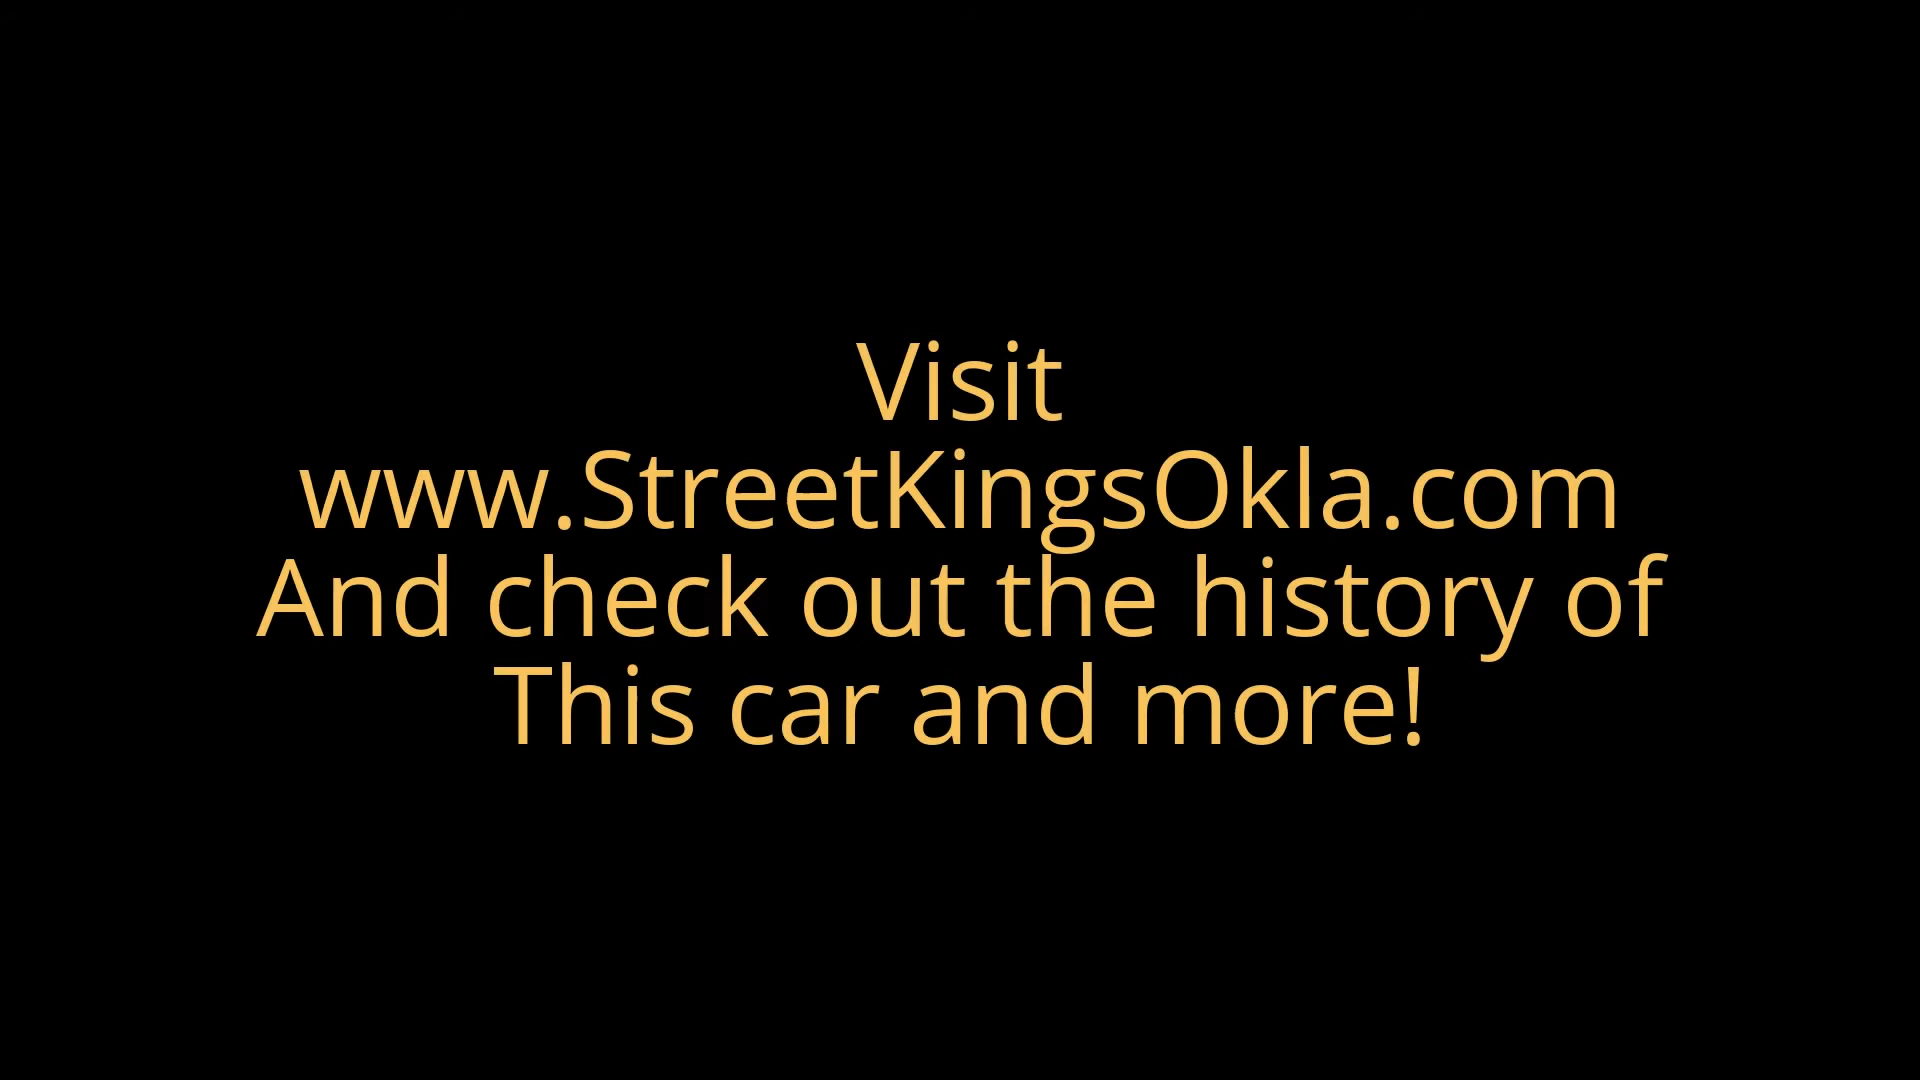 Visit
www.StreetKingsOkla.com
And check out the history of
This car and more!